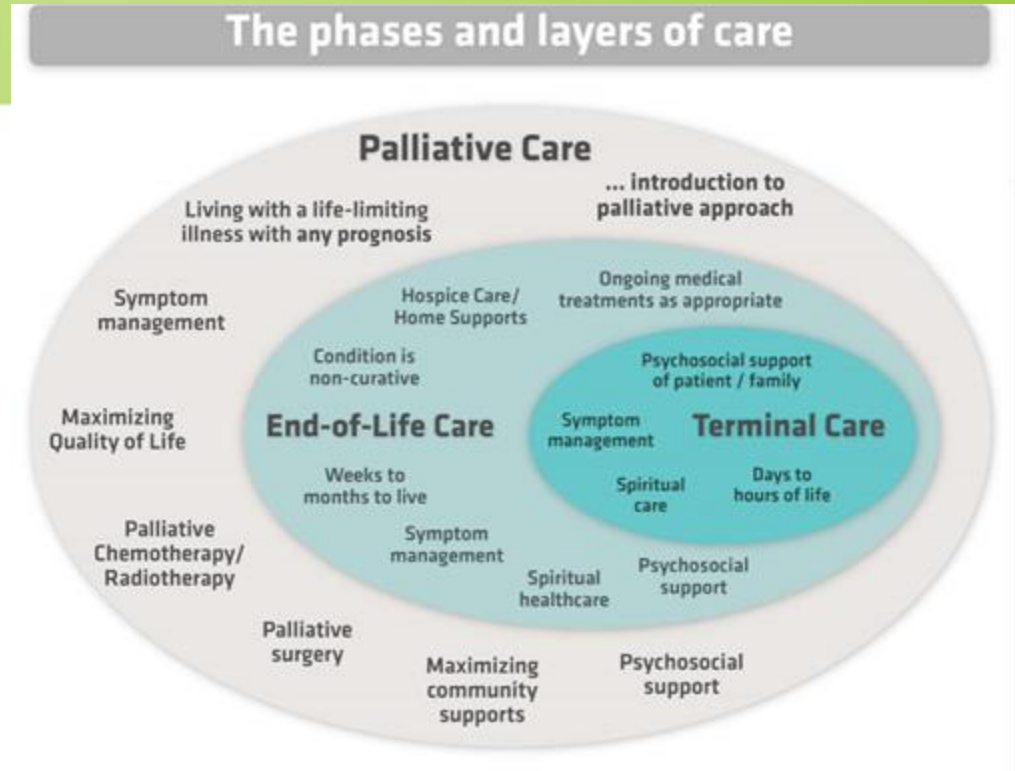 The phases and layers of care
Palliative Care
... introduction to
palliative approach
Living with a life-limiting
illness with any prognosis
Symptom
management
Maximizing
Quality of Life
Palliative
Chemotherapy/
Radiotherapy
Palliative
surgery
Maximizing
community
supports
Psychosocial
support
Hospice Care/
Home Supports
Ongoing medical
treatments as appropriate
Condition is
non-curative
End-of-Life Care
Weeks to
months to live
Symptom
management
Spiritual
healthcare
Psychosocial
support
Psychosocial support
of patient / family
Symptom
management
Terminal Care
Spiritual
care
Days to
hours of life